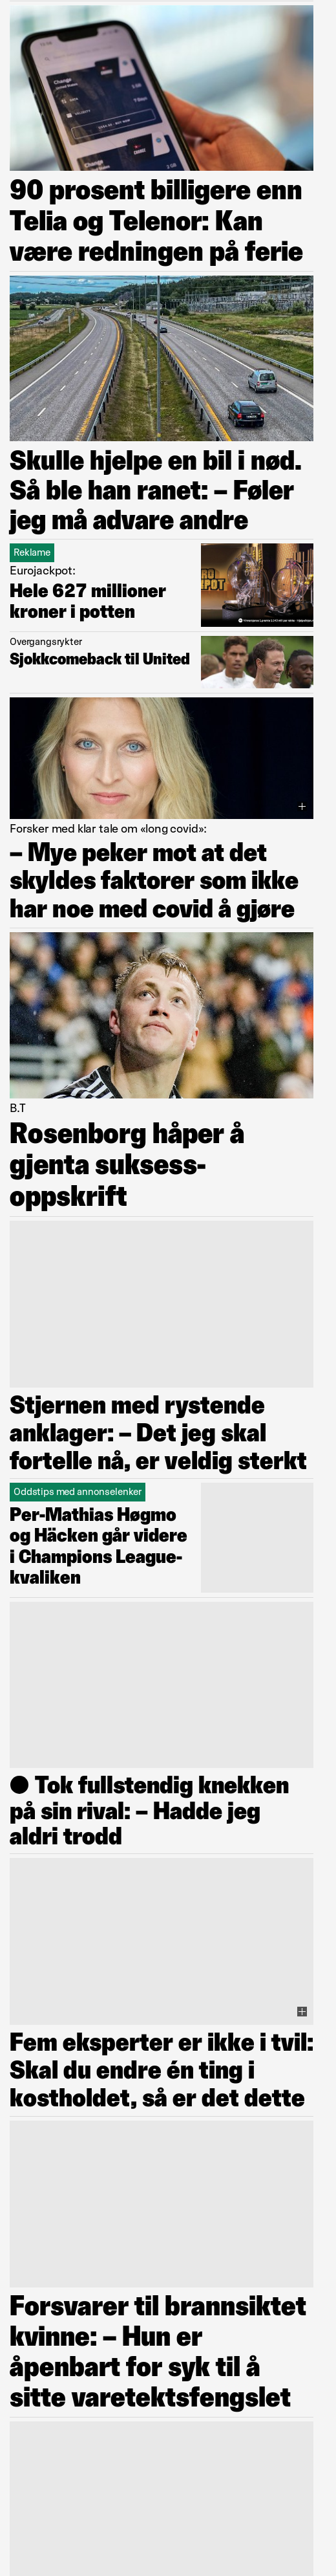 Change
Change
CHANGE
90 prosent billigere enn
Telia og Telenor: Kan
være redningen på ferie
Skulle hjelpe en bil i nød.
Så ble han ranet: – Føler
jeg må advare andre
Reklame
Eurojackpot:
Hele 627 millioner
kroner i potten
Overgangsrykter
Sjokkcomeback til United
Forsker med klar tale om «long covid»:
– Mye peker mot at det
skyldes faktorer som ikke
har noe med covid å gjøre
B.T
Rosenborg håper å
gjenta suksess-
oppskrift
Stjernen med rystende
anklager: – Det jeg skal
fortelle nå, er veldig sterkt
Oddstips med annonselenker
Per-Mathias Høgmo
og Häcken går videre
i Champions League-
kvaliken
● Tok fullstendig knekken
på sin rival: – Hadde jeg
aldri trodd
Fem eksperter er ikke i tvil:
Skal du endre én ting i
kostholdet, så er det dette
Forsvarer til brannsiktet
kvinne: – Hun er
åpenbart for syk til å
sitte varetektsfengslet